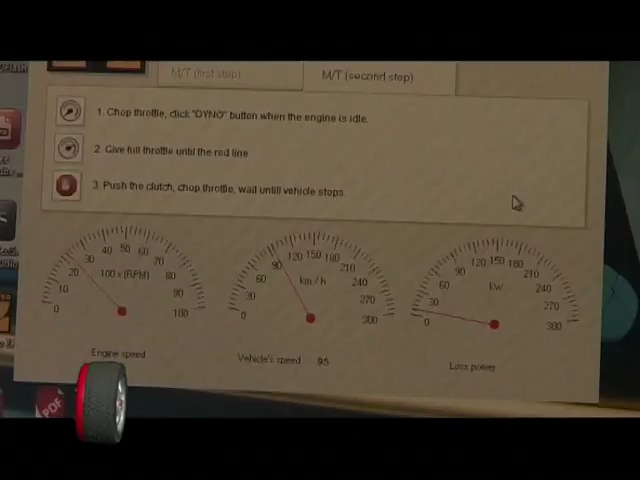 M/T (first step)
M/T (second step)
1. Chop throttle, click "DYNO" button when the engine is idle.
2. Give full throttle until the red line
3. Push the clutch, chop throttle, wait untill vehicle stops.
0 10 20 30 40 50 60 70 80 90 100
100 x (RPM)
Engine speed
0 30 60 90 120 150 180 210 240 270 300
km/h
Vehicle's speed 95
0 30 60 90 120 150 180 210 240 270 300
kw
Loss power
PDF